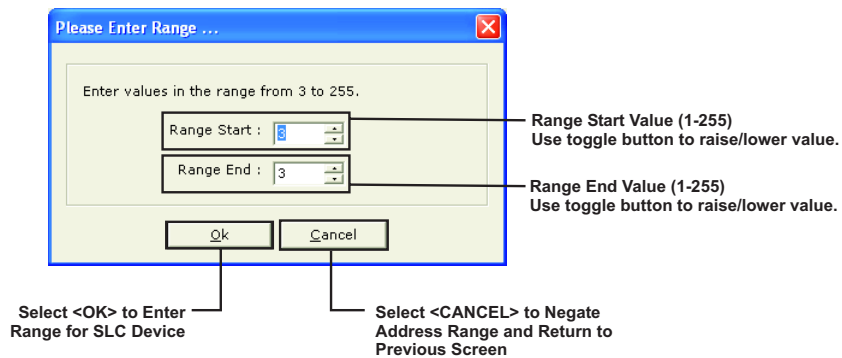 Please Enter Range ...
Enter values in the range from 3 to 255.
Range Start : 3
Range End : 3
Ok
Cancel
Range Start Value (1-255)
Use toggle button to raise/lower value.
Range End Value (1-255)
Use toggle button to raise/lower value.
Select <OK> to Enter
Range for SLC Device
Select <CANCEL> to Negate
Address Range and Return to
Previous Screen